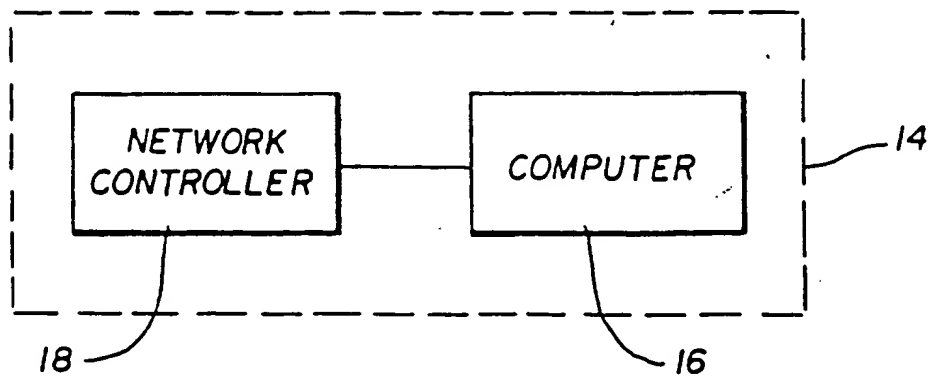 NETWORK
CONTROLLER
COMPUTER
14
18
16